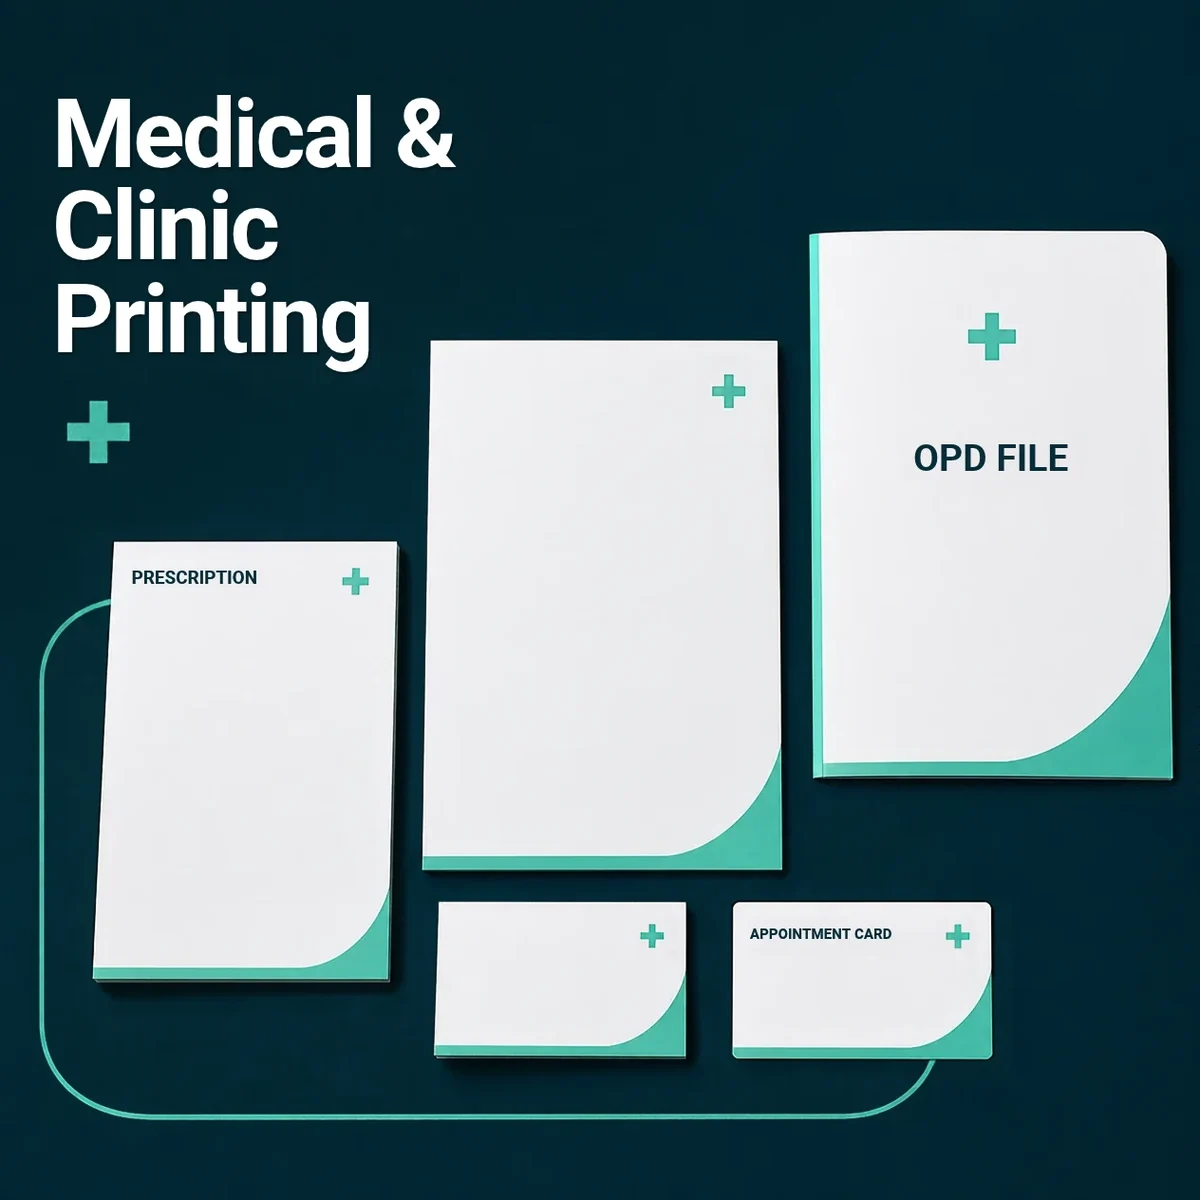 Medical &
Clinic
Printing
OPD FILE
PRESCRIPTION
APPOINTMENT CARD